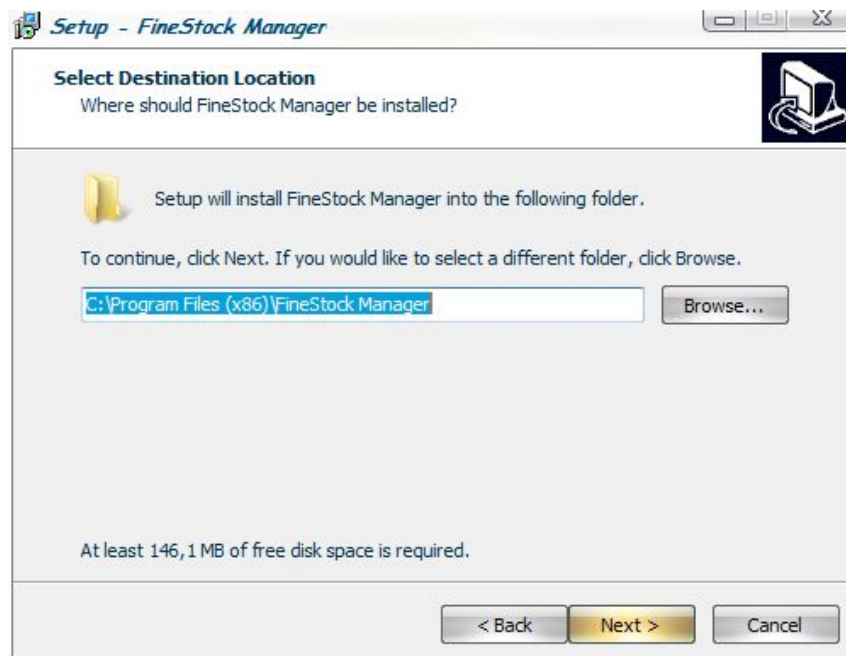 Setup - FineStock Manager
Select Destination Location
Where should FineStock Manager be installed?
Setup will install FineStock Manager into the following folder.
To continue, click Next. If you would like to select a different folder, click Browse.
C:\Program Files (x86)\FineStock Manager
Browse...
At least 146,1 MB of free disk space is required.
< Back
Next >
Cancel